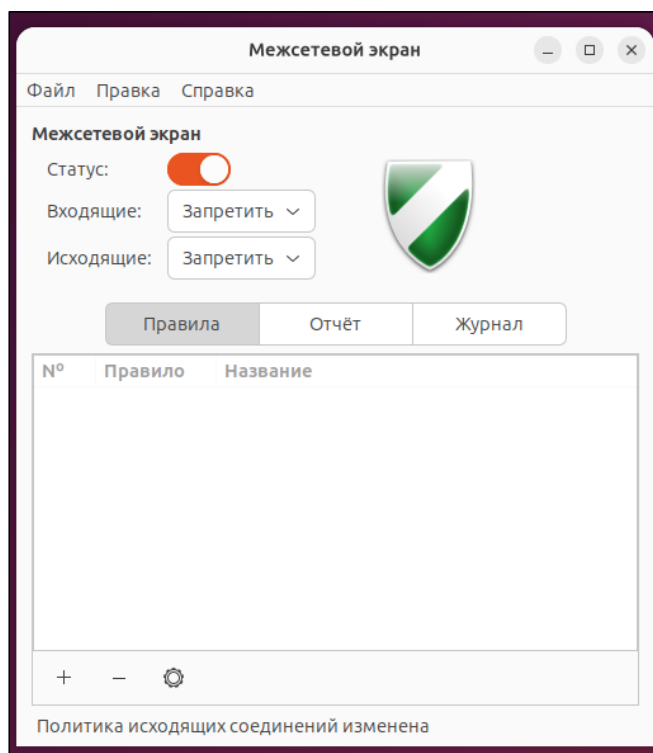 Межсетевой экран
Файл Правка Справка
Межсетевой экран
Статус:
Входящие: Запретить
Исходящие: Запретить
Правила Отчёт Журнал
Nº Правило Название
Политика исходящих соединений изменена